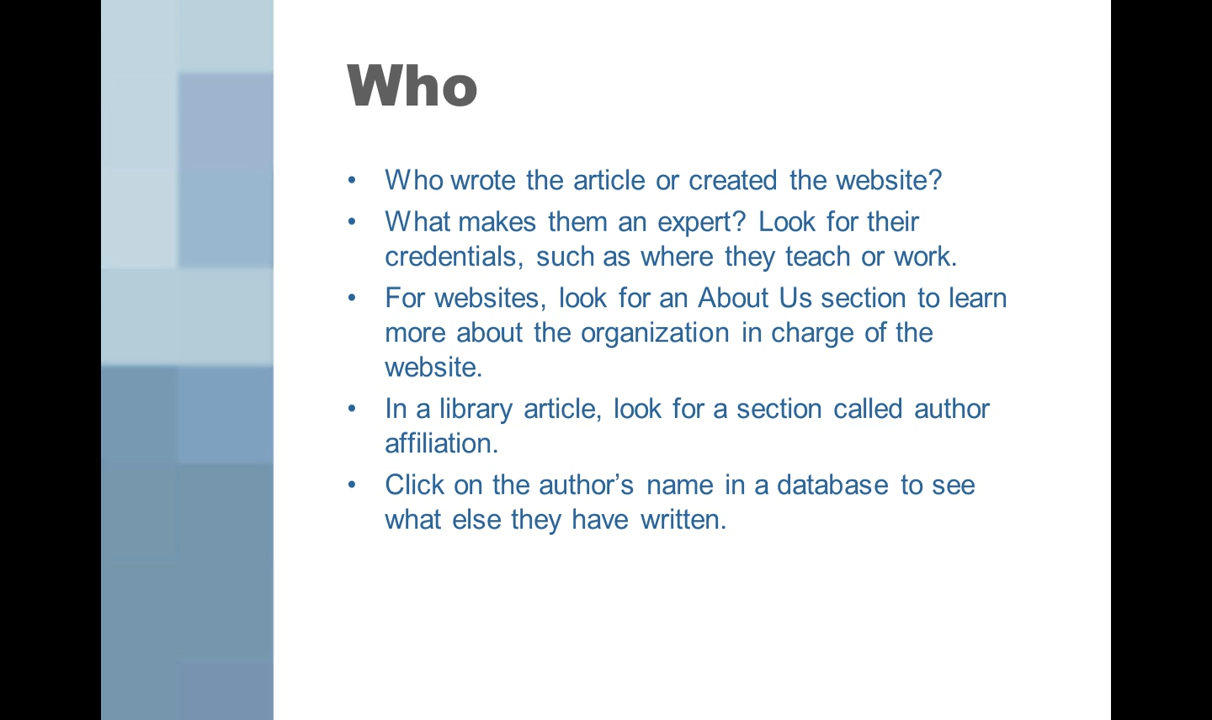 Who
• Who wrote the article or created the website?
• What makes them an expert? Look for their
credentials, such as where they teach or work.
• For websites, look for an About Us section to learn
more about the organization in charge of the
website.
• In a library article, look for a section called author
affiliation.
• Click on the author’s name in a database to see
what else they have written.